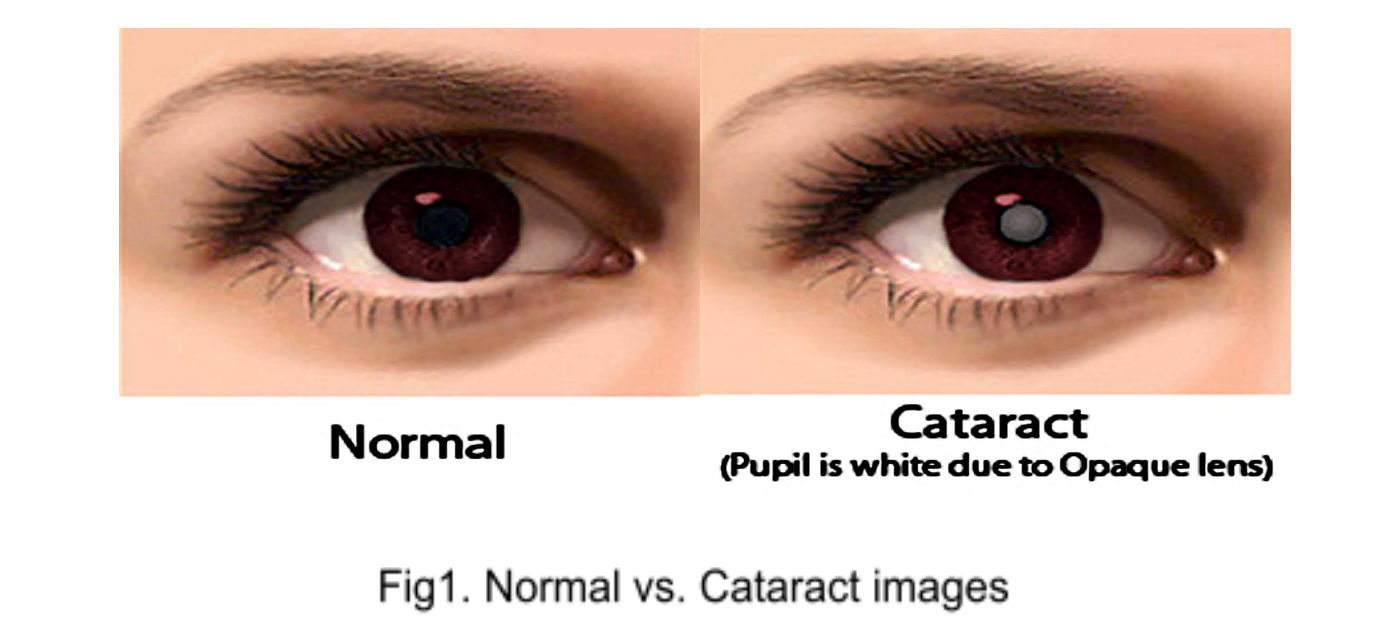 Normal
Cataract
(Pupil is white due to Opaque lens)
Fig1. Normal vs. Cataract images